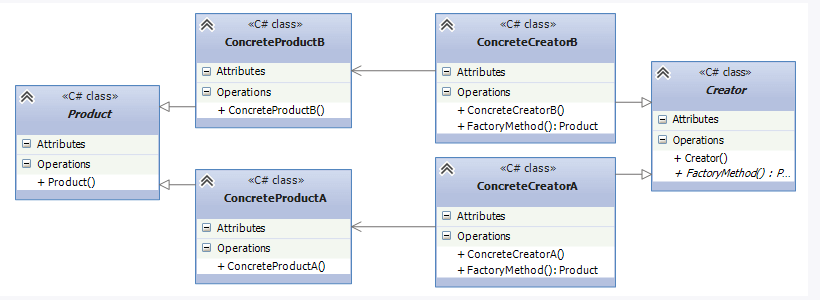 «C# class»
Product
Attributes
Operations
+ Product()
«C# class»
ConcreteProductB
Attributes
Operations
+ ConcreteProductB()
«C# class»
ConcreteProductA
Attributes
Operations
+ ConcreteProductA()
«C# class»
ConcreteCreatorB
Attributes
Operations
+ ConcreteCreatorB()
+ FactoryMethod(): Product
«C# class»
ConcreteCreatorA
Attributes
Operations
+ ConcreteCreatorA()
+ FactoryMethod(): Product
«C# class»
Creator
Attributes
Operations
+ Creator()
+ FactoryMethod() : P...